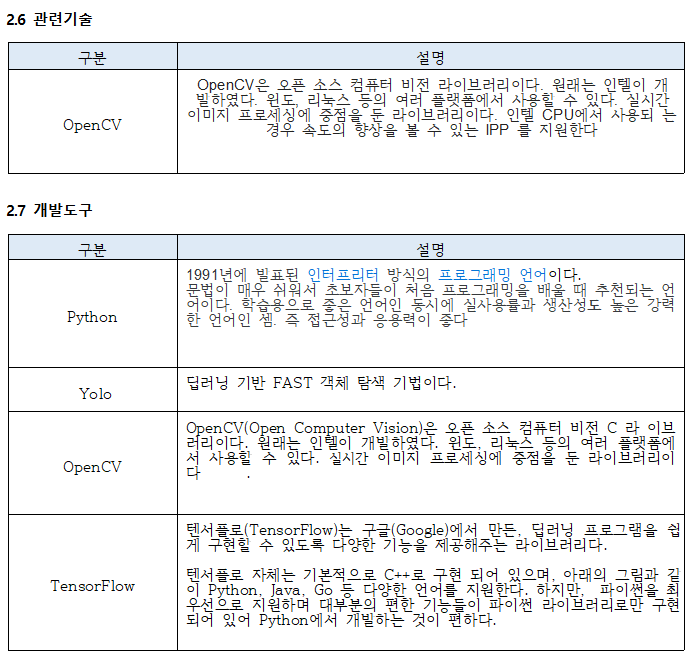 2.6 관련기술
구분 설명
OpenCV
OpenCV은 오픈 소스 컴퓨터 비전 라이브러리이다. 원래는 인텔이 개
빌하였다. 윈도, 리눅스 등의 여러 플랫폼에서 사용힐 수 있다. 실시간
이미지 프로세싱에 중점을 둔 라이브러리이다. 인텔 CPU에서 사용되 는
경우 속도의 향상을 볼 수 있는 IPP 를 지원한다
2.7 개발도구
구분 설명
Python
1991년에 발표된 인터프리터 방식의 프로그래밍 언어이다.
문법이 매우 쉬워서 초보자들이 처음 프로그래밍을 배울 때 추천되는 언
어이다. 학습용으로 좋은 언어인 동시에 실사용률과 생산성도 높은 강력
한 언어인 셈. 즉 접근성과 응용력이 좋다
Yolo
딥러닝 기반 FAST 객체 탐색 기법이다.
OpenCV
OpenCV(Open Computer Vision)은 오픈 소스 컴퓨터 비전 C 라 이브
러리이다. 원래는 인텔이 개빌하였다. 윈도, 리눅스 등의 여러 플랫폼에
서 사용힐 수 있다. 실시간 이미지 프로세싱에 중점을 둔 라이브러리이
다 .
TensorFlow
텐서플로(TensorFlow)는 구글(Google)에서 만든, 딥러닝 프로그램을 쉽
게 구현힐 수 있도록 다양한 기능을 제공해주는 라이브러리다.
텐서플로 자체는 기본적으로 C++로 구현 되어 있으며, 아래의 그림과 같
이 Python, Java, Go 등 다양한 언어를 지원한다. 하지만, 파이썬을 최
우선으로 지원하며 대부분의 편한 기능들이 파이썬 라이브러리로만 구현
되어 있어 Python에서 개발하는 것이 편하다.